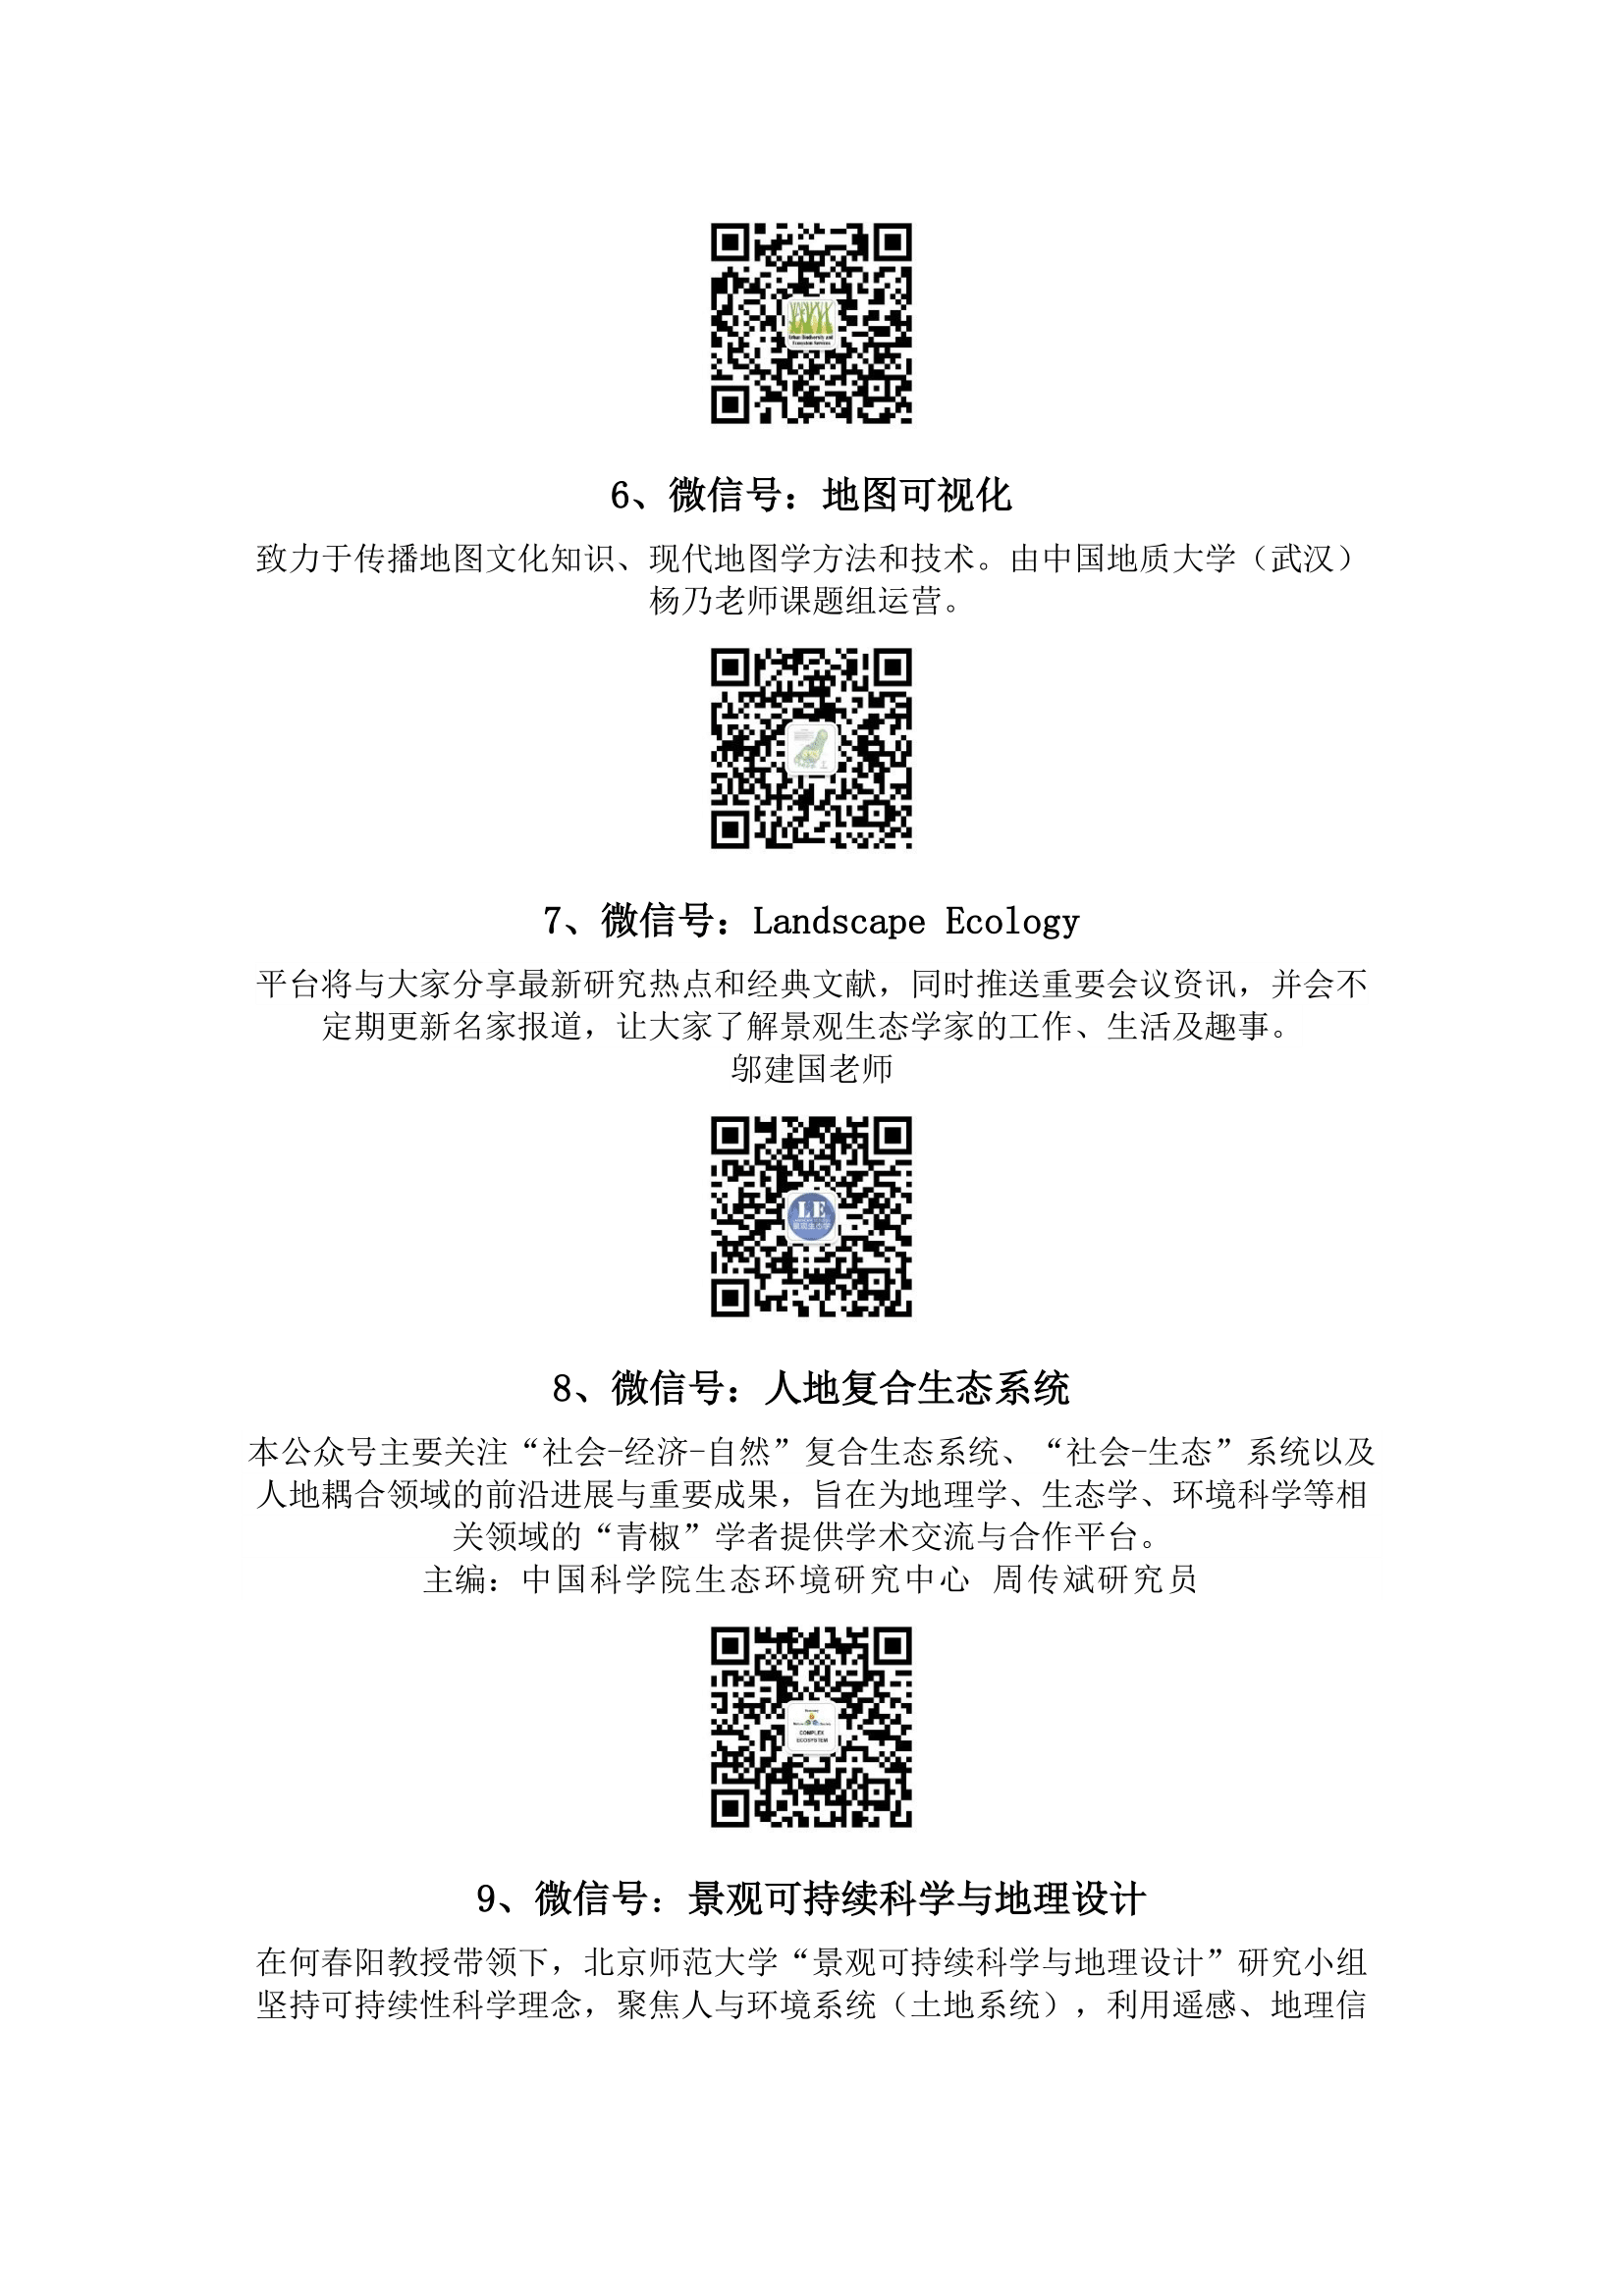 Urban Biodiversity and
Ecosystem Services
6、微信号：地图可视化
致力于传播地图文化知识、现代地图学方法和技术。由中国地质大学（武汉）
杨乃老师课题组运营。
7、微信号：Landscape Ecology
平台将与大家分享最新研究热点和经典文献，同时推送重要会议资讯，并会不
定期更新名家报道，让大家了解景观生态学家的工作、生活及趣事。
邬建国老师
LE
景观生态学
8、微信号：人地复合生态系统
本公众号主要关注“社会-经济-自然”复合生态系统、“社会-生态”系统以及
人地耦合领域的前沿进展与重要成果，旨在为地理学、生态学、环境科学等相
关领域的“青椒”学者提供学术交流与合作平台。
主编：中国科学院生态环境研究中心 周传斌研究员
COMPLEX
ECOSYSTEM
9、微信号：景观可持续科学与地理设计
在何春阳教授带领下，北京师范大学“景观可持续科学与地理设计”研究小组
坚持可持续性科学理念，聚焦人与环境系统（土地系统），利用遥感、地理信